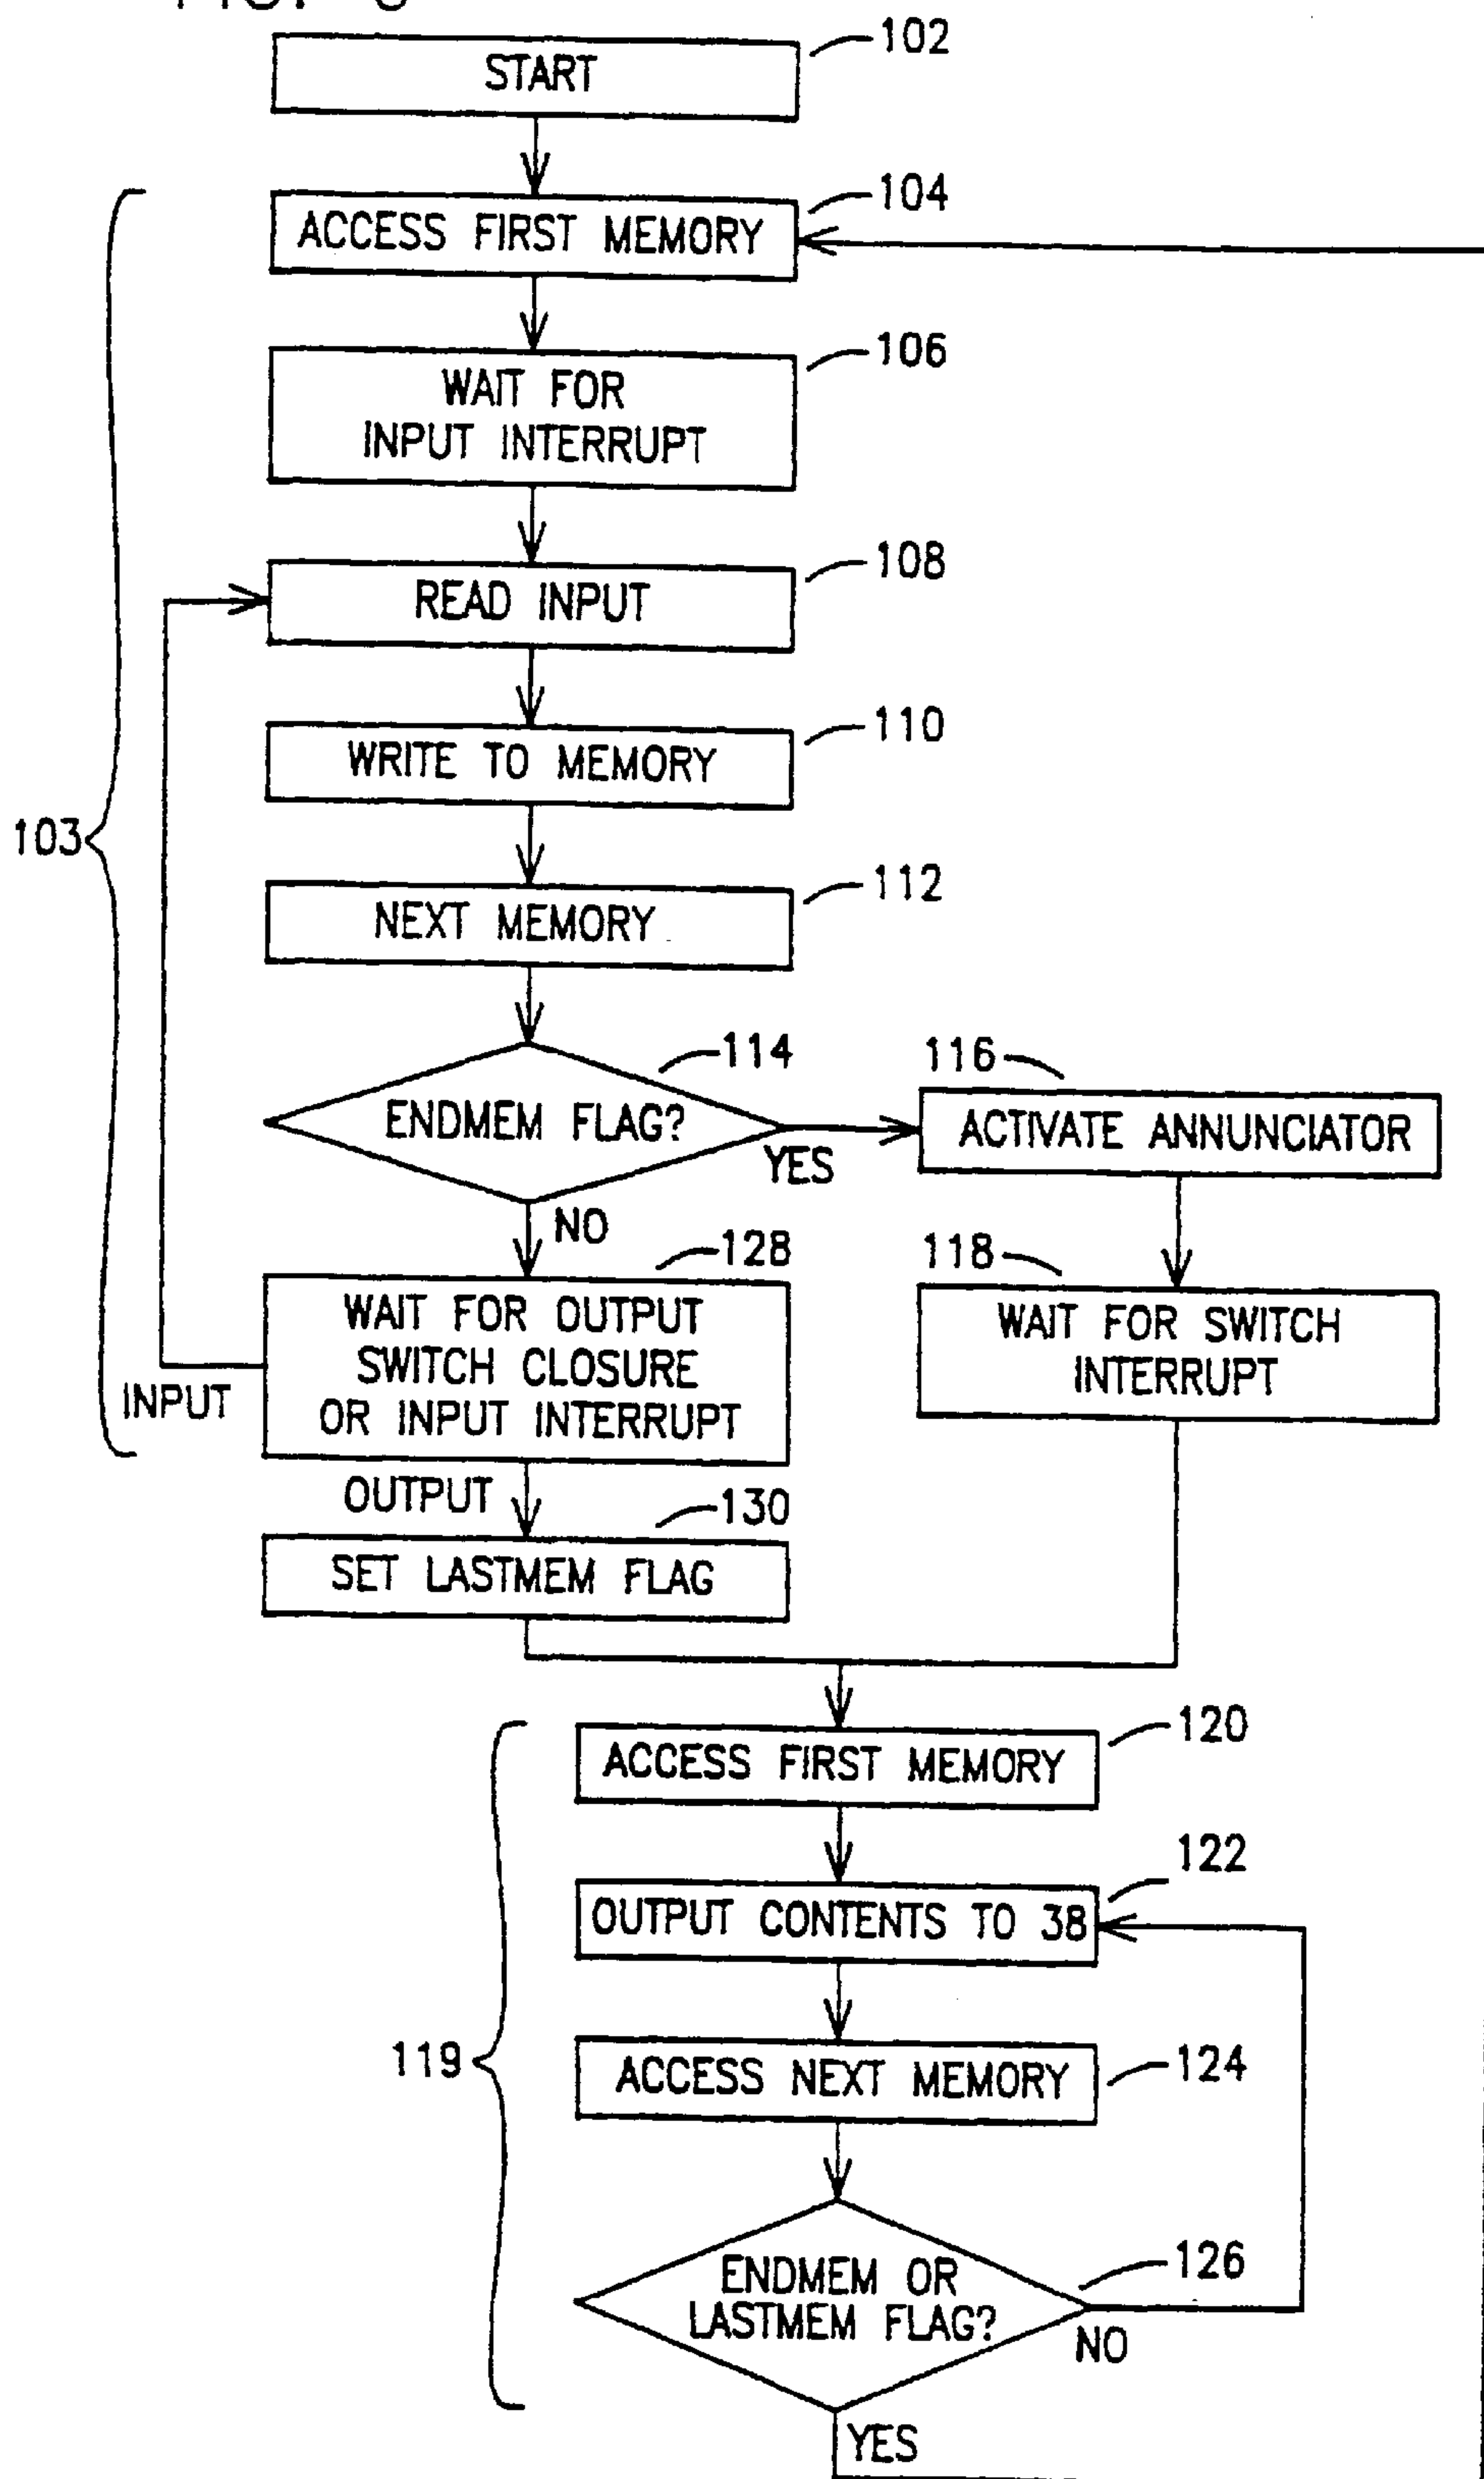 START
102
ACCESS FIRST MEMORY
104
WAIT FOR
INPUT INTERRUPT
106
READ INPUT
108
WRITE TO MEMORY
110
103
NEXT MEMORY
112
ENDMEM FLAG?
114
YES
NO
116
ACTIVATE ANNUNCIATOR
118
WAIT FOR SWITCH
INTERRUPT
128
WAIT FOR OUTPUT
SWITCH CLOSURE
OR INPUT INTERRUPT
INPUT
OUTPUT
130
SET LASTMEM FLAG
ACCESS FIRST MEMORY
120
OUTPUT CONTENTS TO 38
122
119
ACCESS NEXT MEMORY
124
ENDMEM OR
LASTMEM FLAG?
126
NO
YES